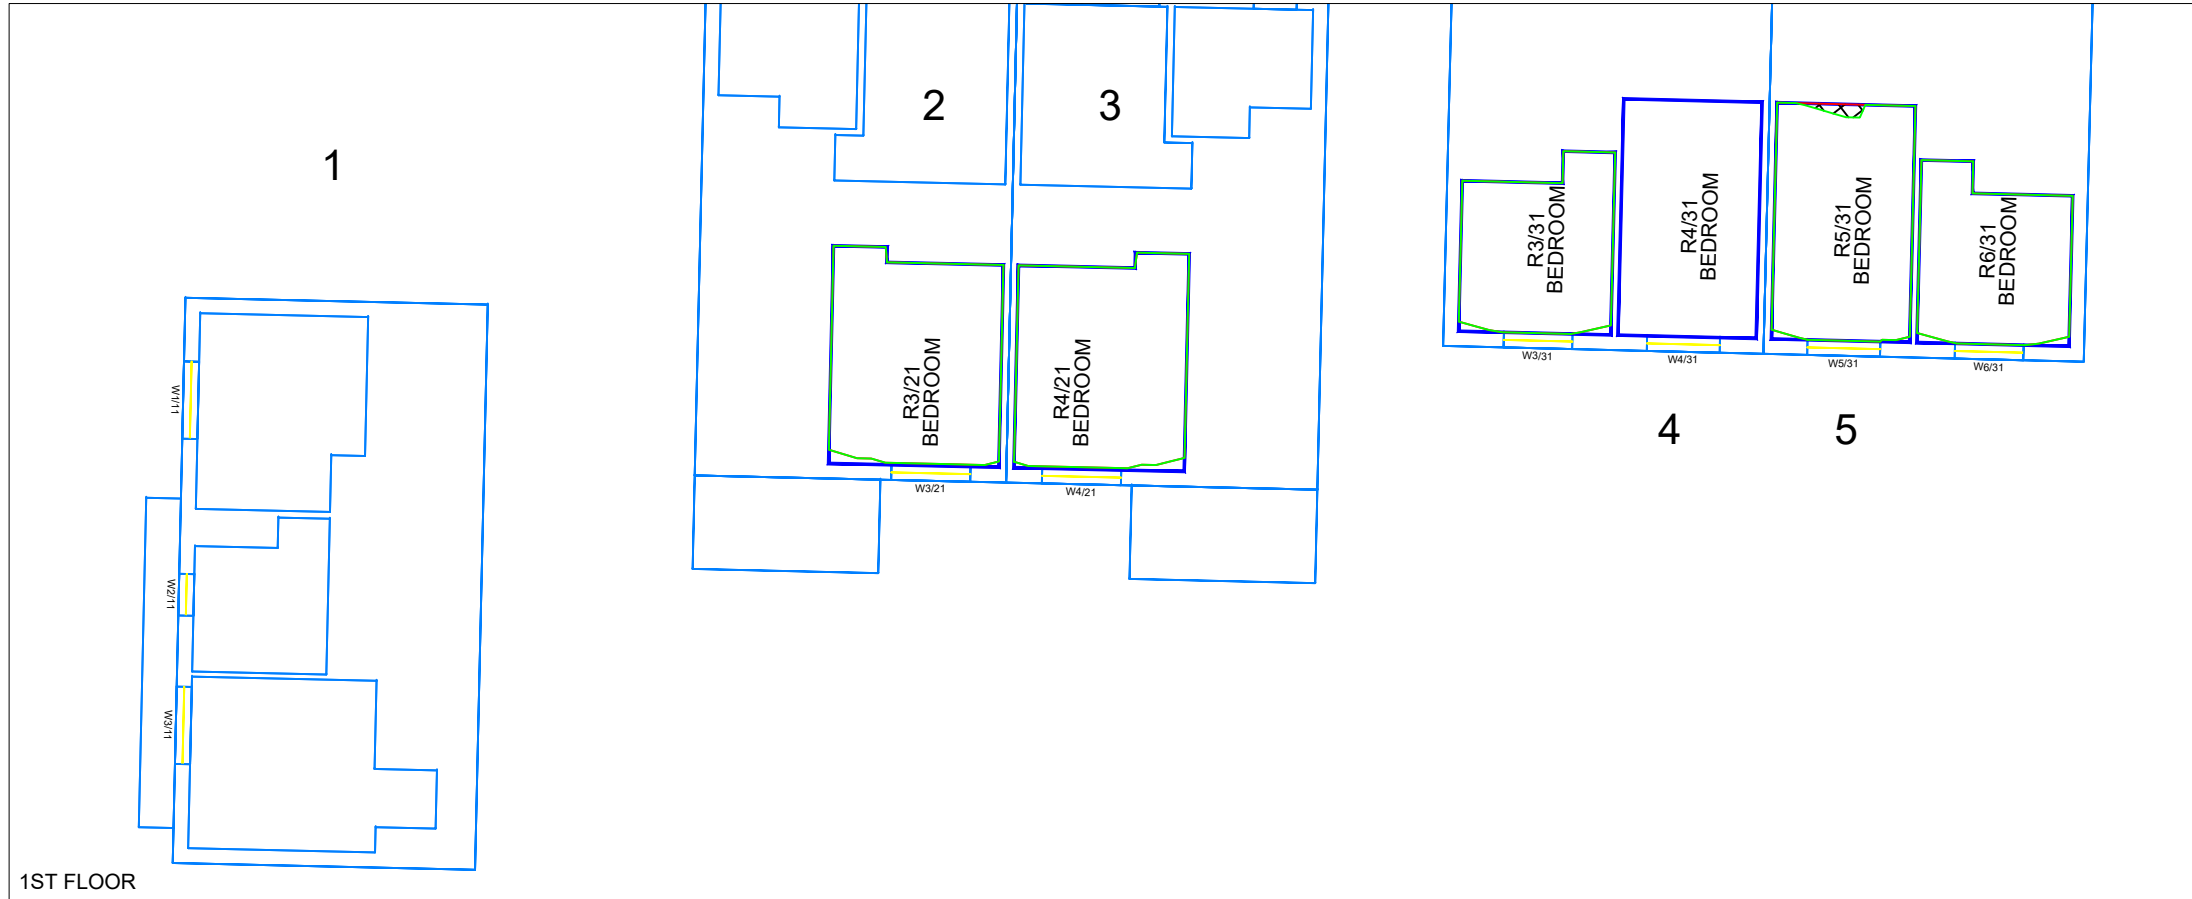 1
2
3
R3/31
BEDROOM
R4/31
BEDROOM
R5/31
BEDROOM
R6/31
BEDROOM
W3/31
W4/31
W5/31
W6/31
4
5
R3/21
BEDROOM
R4/21
BEDROOM
W3/21
W4/21
W1/11
W2/11
W3/11
1ST FLOOR